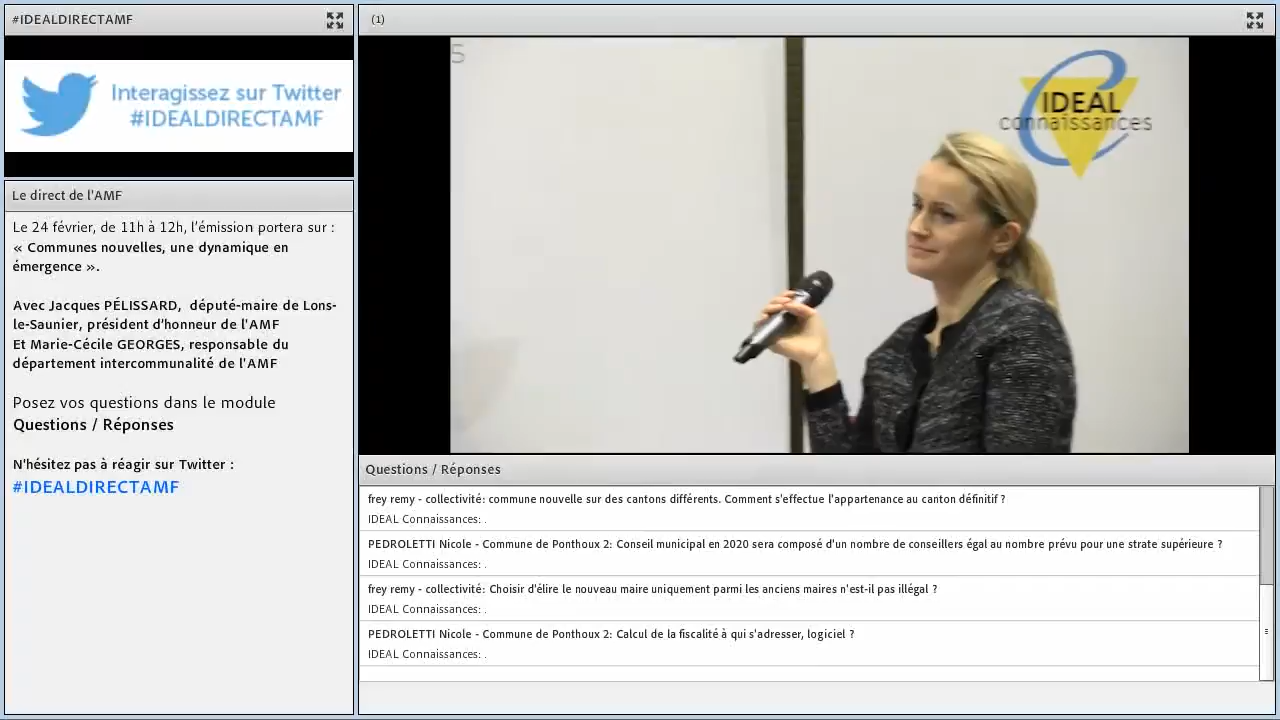 #IDEALDIRECTAMF
Interagissez sur Twitter
#IDEALDIRECTAMF
Le direct de l'AMF
Le 24 février, de 11h à 12h, l'émission portera sur :
« Communes nouvelles, une dynamique en
émergence ».
Avec Jacques PÉLISSARD, député-maire de Lons-
le-Saunier, président d'honneur de l'AMF
Et Marie-Cécile GEORGES, responsable du
département intercommunalité de l'AMF
Posez vos questions dans le module
Questions / Réponses
N'hésitez pas à réagir sur Twitter :
#IDEALDIRECTAMF
(1)
5
IDEAL
connaissances
Questions / Réponses
frey remy - collectivité: commune nouvelle sur des cantons différents. Comment s'effectue l'appartenance au canton définitif ?
IDEAL Connaissances: .
PEDROLETTI Nicole - Commune de Ponthoux 2: Conseil municipal en 2020 sera composé d'un nombre de conseillers égal au nombre prévu pour une strate supérieure ?
IDEAL Connaissances: .
frey remy - collectivité: Choisir d'élire le nouveau maire uniquement parmi les anciens maires n'est-il pas illégal ?
IDEAL Connaissances: .
PEDROLETTI Nicole - Commune de Ponthoux 2: Calcul de la fiscalité à qui s'adresser, logiciel ?
IDEAL Connaissances: .